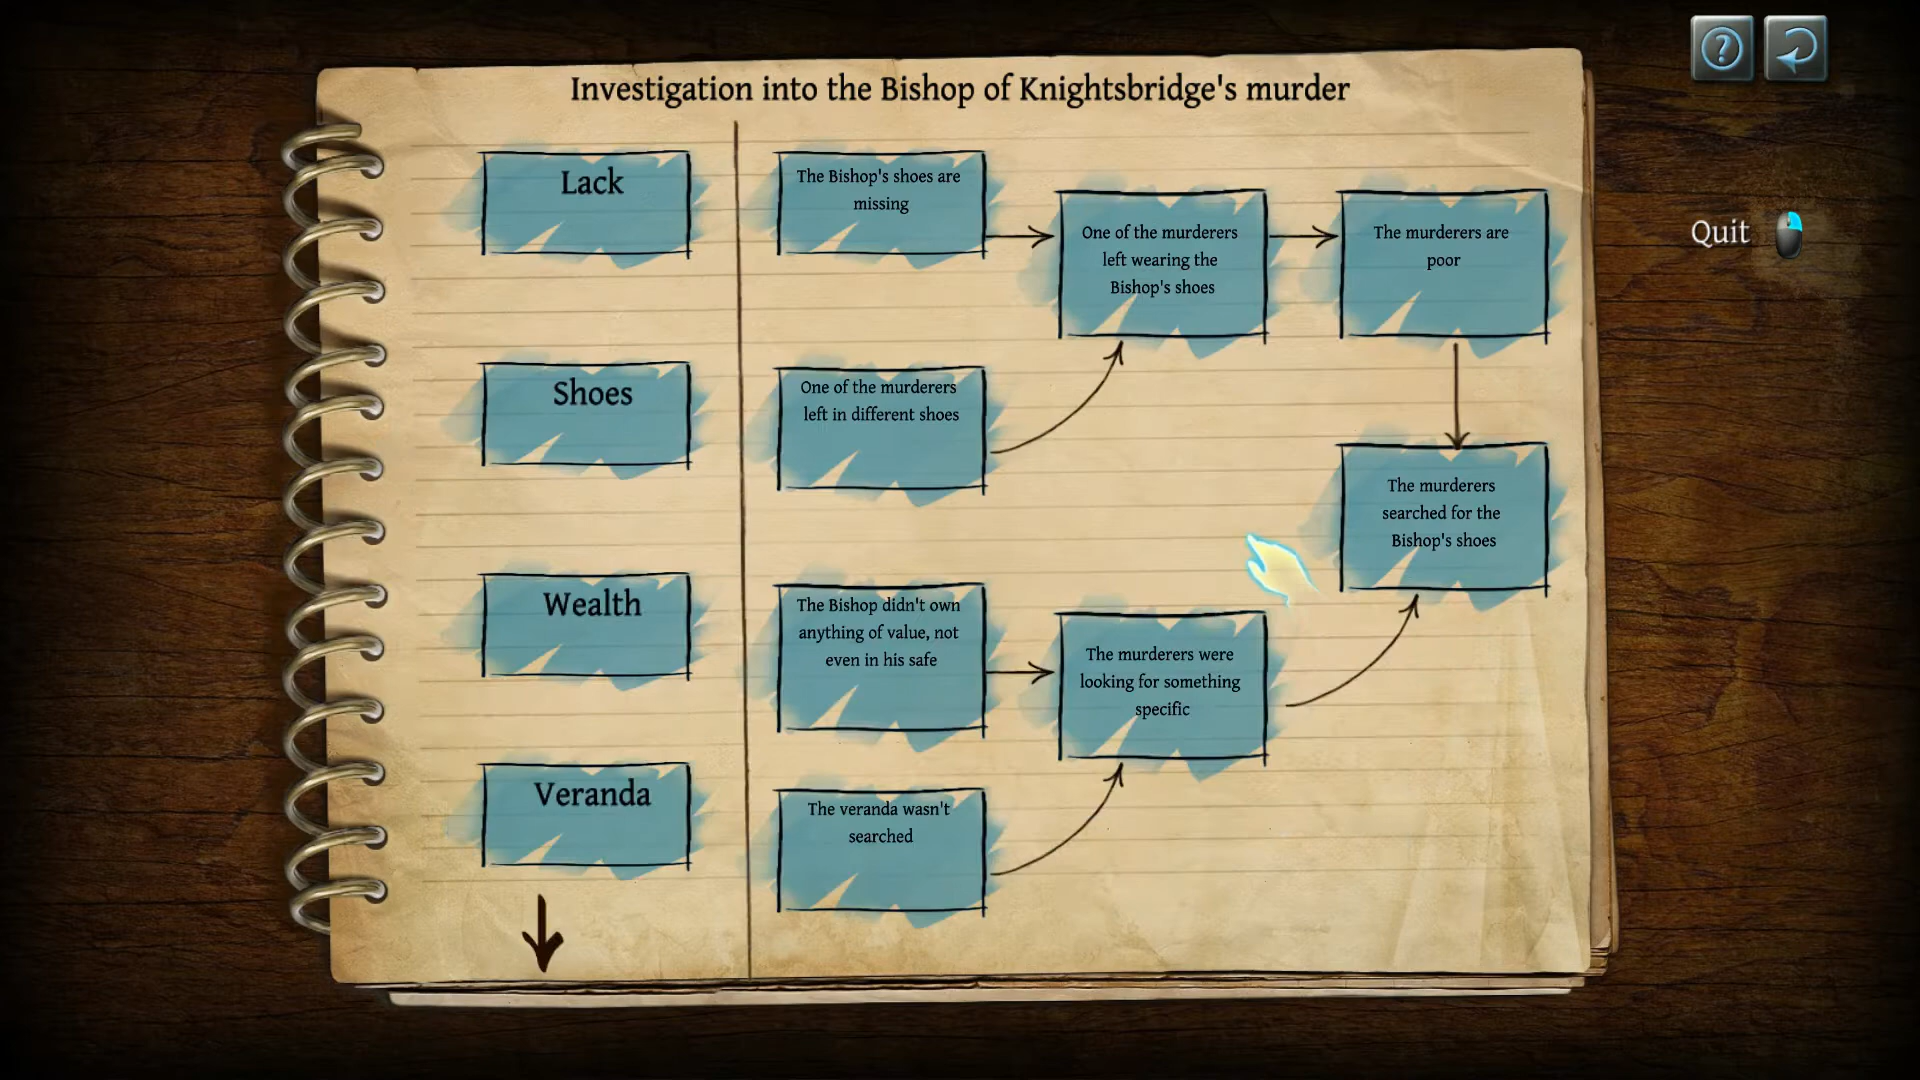 Investigation into the Bishop of Knightsbridge's murder
Lack
Shoes
Wealth
Veranda
The Bishop's shoes are
missing
One of the murderers
left in different shoes
The Bishop didn't own
anything of value, not
even in his safe
The veranda wasn't
searched
One of the murderers
left wearing the
Bishop's shoes
The murderers were
looking for something
specific
The murderers are
poor
The murderers
searched for the
Bishop's shoes
?
Quit